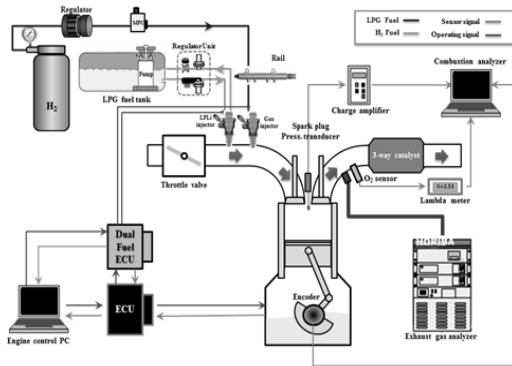 Regulator
MFC
LPG Fuel
H₂ Fuel
Sensor signal
Operating signal
Regulator Unit
Rail
Combustion analyzer
Pump
H₂
LPG fuel tank
LPLi
injector
Gas
injector
Spark plug
Press. transducer
Charge amplifier
3-way catalyst
Throttle valve
O₂ sensor
Lambda meter
HORIBA
Dual
Fuel
ECU
ECU
Encoder
Engine control PC
Exhaust gas analyzer